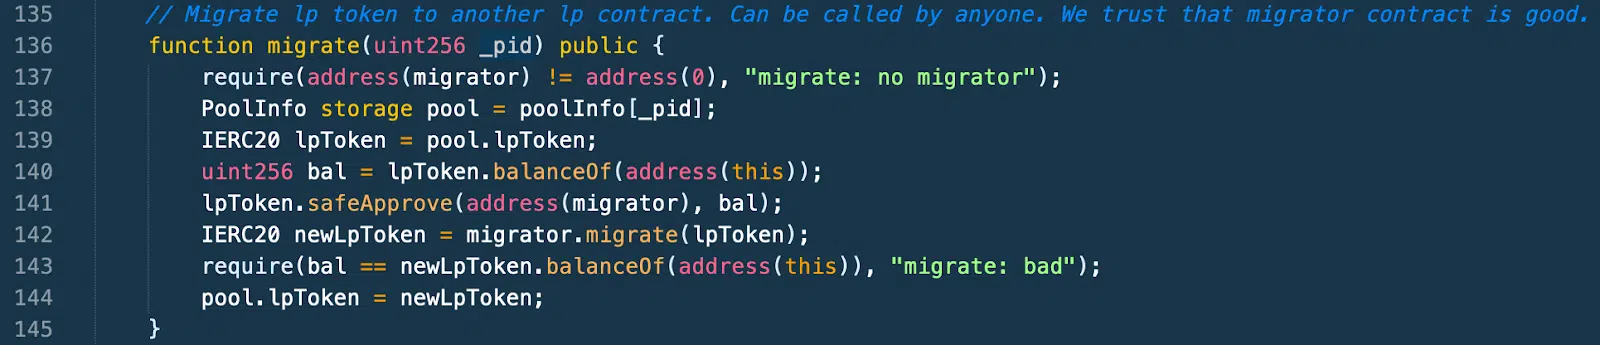 135 // Migrate lp token to another lp contract. Can be called by anyone. We trust that migrator contract is good.
136 function migrate(uint256 _pid) public {
137 require(address(migrator) != address(0), "migrate: no migrator");
138 PoolInfo storage pool = poolInfo[_pid];
139 IERC20 lpToken = pool.lpToken;
140 uint256 bal = lpToken.balanceOf(address(this));
141 lpToken.safeApprove(address(migrator), bal);
142 IERC20 newLpToken = migrator.migrate(lpToken);
143 require(bal == newLpToken.balanceOf(address(this)), "migrate: bad");
144 pool.lpToken = newLpToken;
145 }